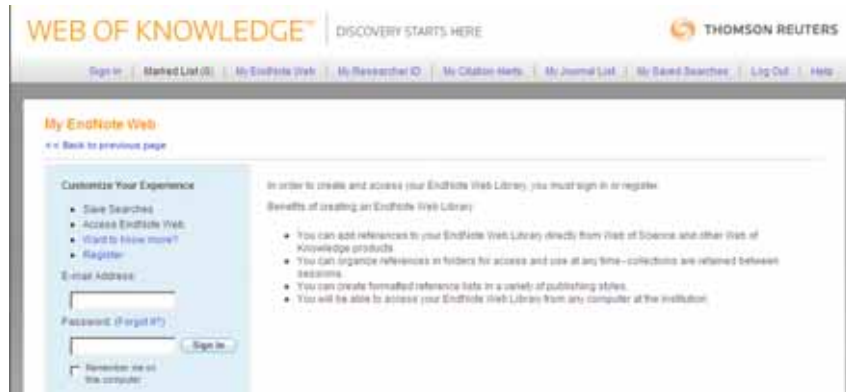 WEB OF KNOWLEDGE™ DISCOVERY STARTS HERE THOMSON REUTERS
Sign In | Marked List (0) | My EndNote Web | My Researcher ID | My Citation Alerts | My Journal List | My Saved Searches | Log Out | Help
My EndNote Web
<< Back to previous page
Customize Your Experience
• Save Searches
• Access EndNote Web
• Want to know more?
• Register
E-mail Address:
Password: (Forgot It?)
Sign In
Remember me on
this computer
In order to create and access your EndNote Web Library, you must sign in or register.
Benefits of creating an EndNote Web Library:
• You can add references to your EndNote Web Library directly from Web of Science and other Web of
Knowledge products.
• You can organize references in folders for access and use at any time--collections are retained between
sessions.
• You can create formatted reference lists in a variety of publishing styles.
• You will be able to access your EndNote Web Library from any computer at the institution.